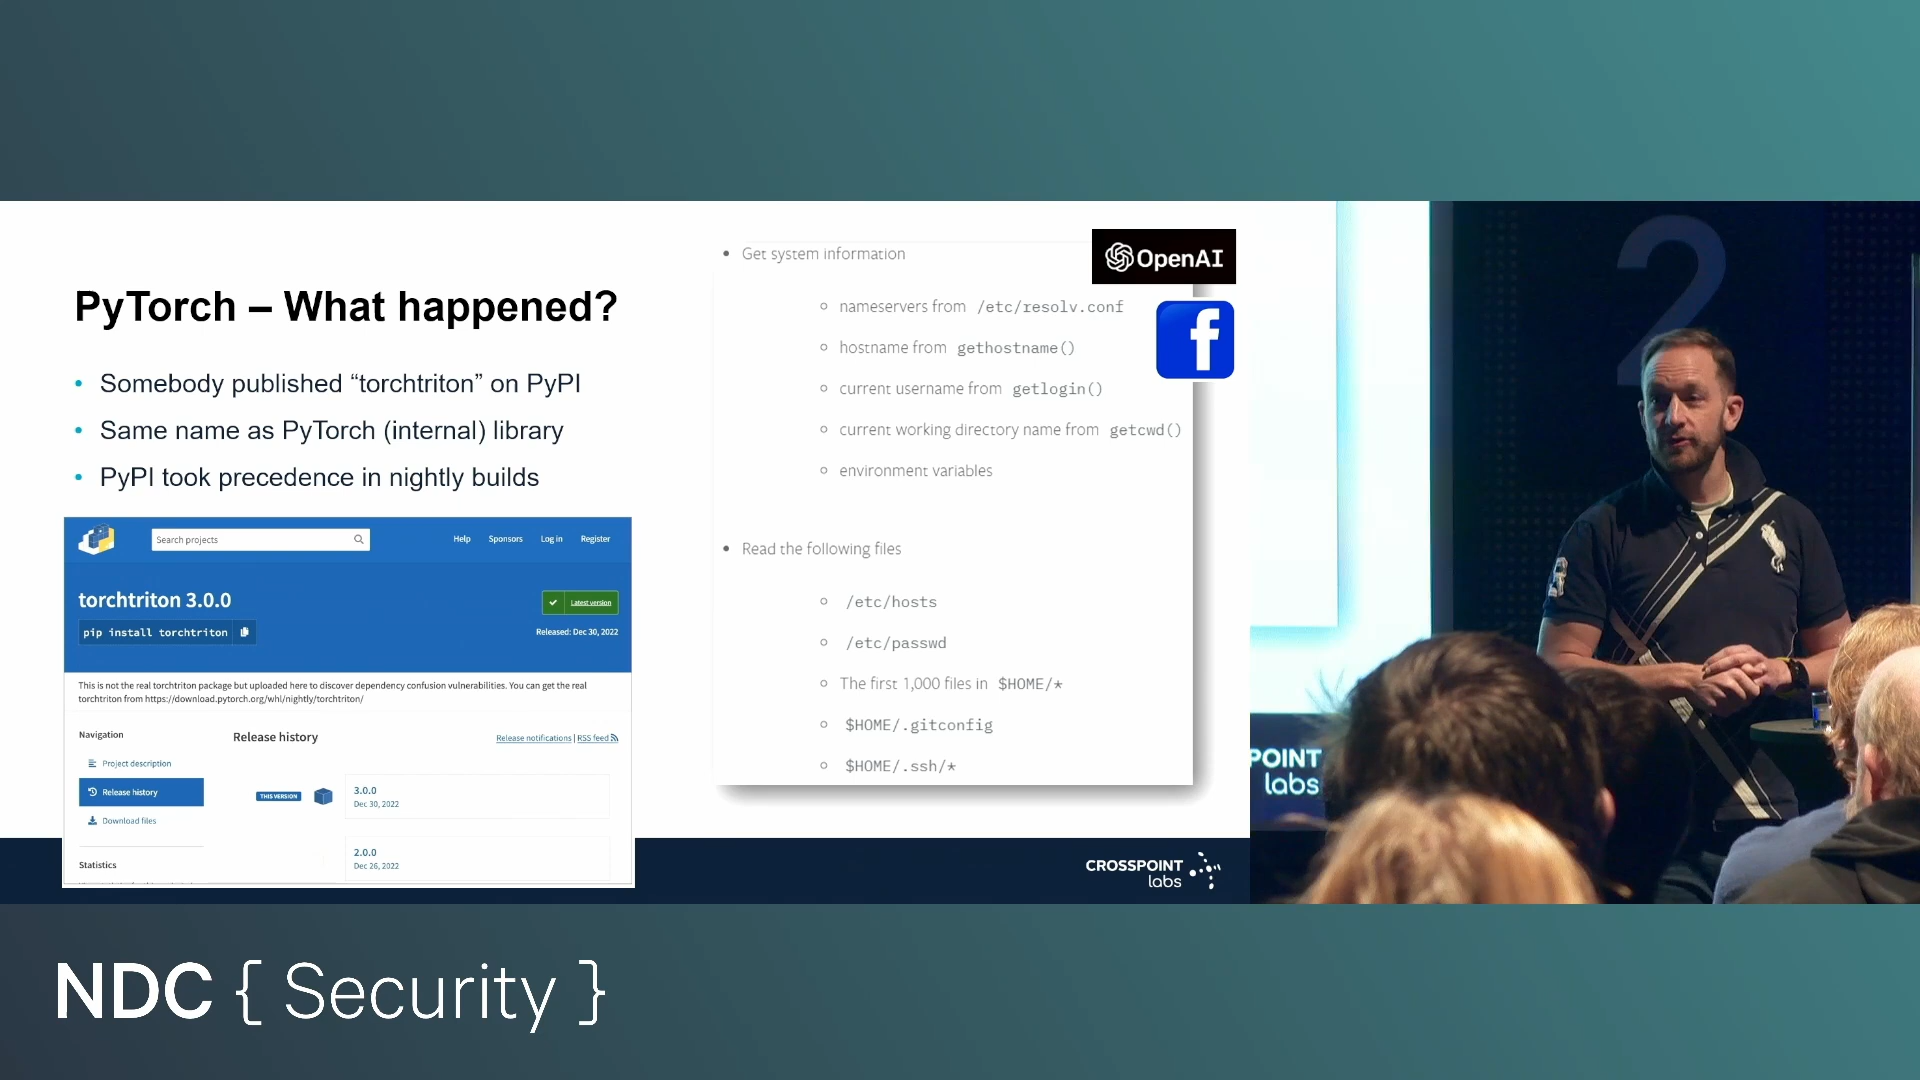 PyTorch – What happened?
• Somebody published “torchtriton” on PyPI
• Same name as PyTorch (internal) library
• PyPI took precedence in nightly builds
Search projects
Help Sponsors Log in Register
torchtriton 3.0.0
pip install torchtriton
Latest version
Released: Dec 30, 2022
This is not the real torchtriton package but uploaded here to discover dependency confusion vulnerabilities. You can get the real
torchtriton from https://download.pytorch.org/whl/nightly/torchtriton/
Navigation
Project description
Release history
Download files
Statistics
Release history
Release notifications | RSS feed
THIS VERSION
3.0.0
Dec 30, 2022
2.0.0
Dec 26, 2022
• Get system information
◦ nameservers from /etc/resolv.conf
◦ hostname from gethostname()
◦ current username from getlogin()
◦ current working directory name from getcwd()
◦ environment variables
• Read the following files
◦ /etc/hosts
◦ /etc/passwd
◦ The first 1,000 files in $HOME/*
◦ $HOME/.gitconfig
◦ $HOME/.ssh/*
OpenAI
f
CROSSPOINT
labs
2
POINT
labs
2
NDC { Security }